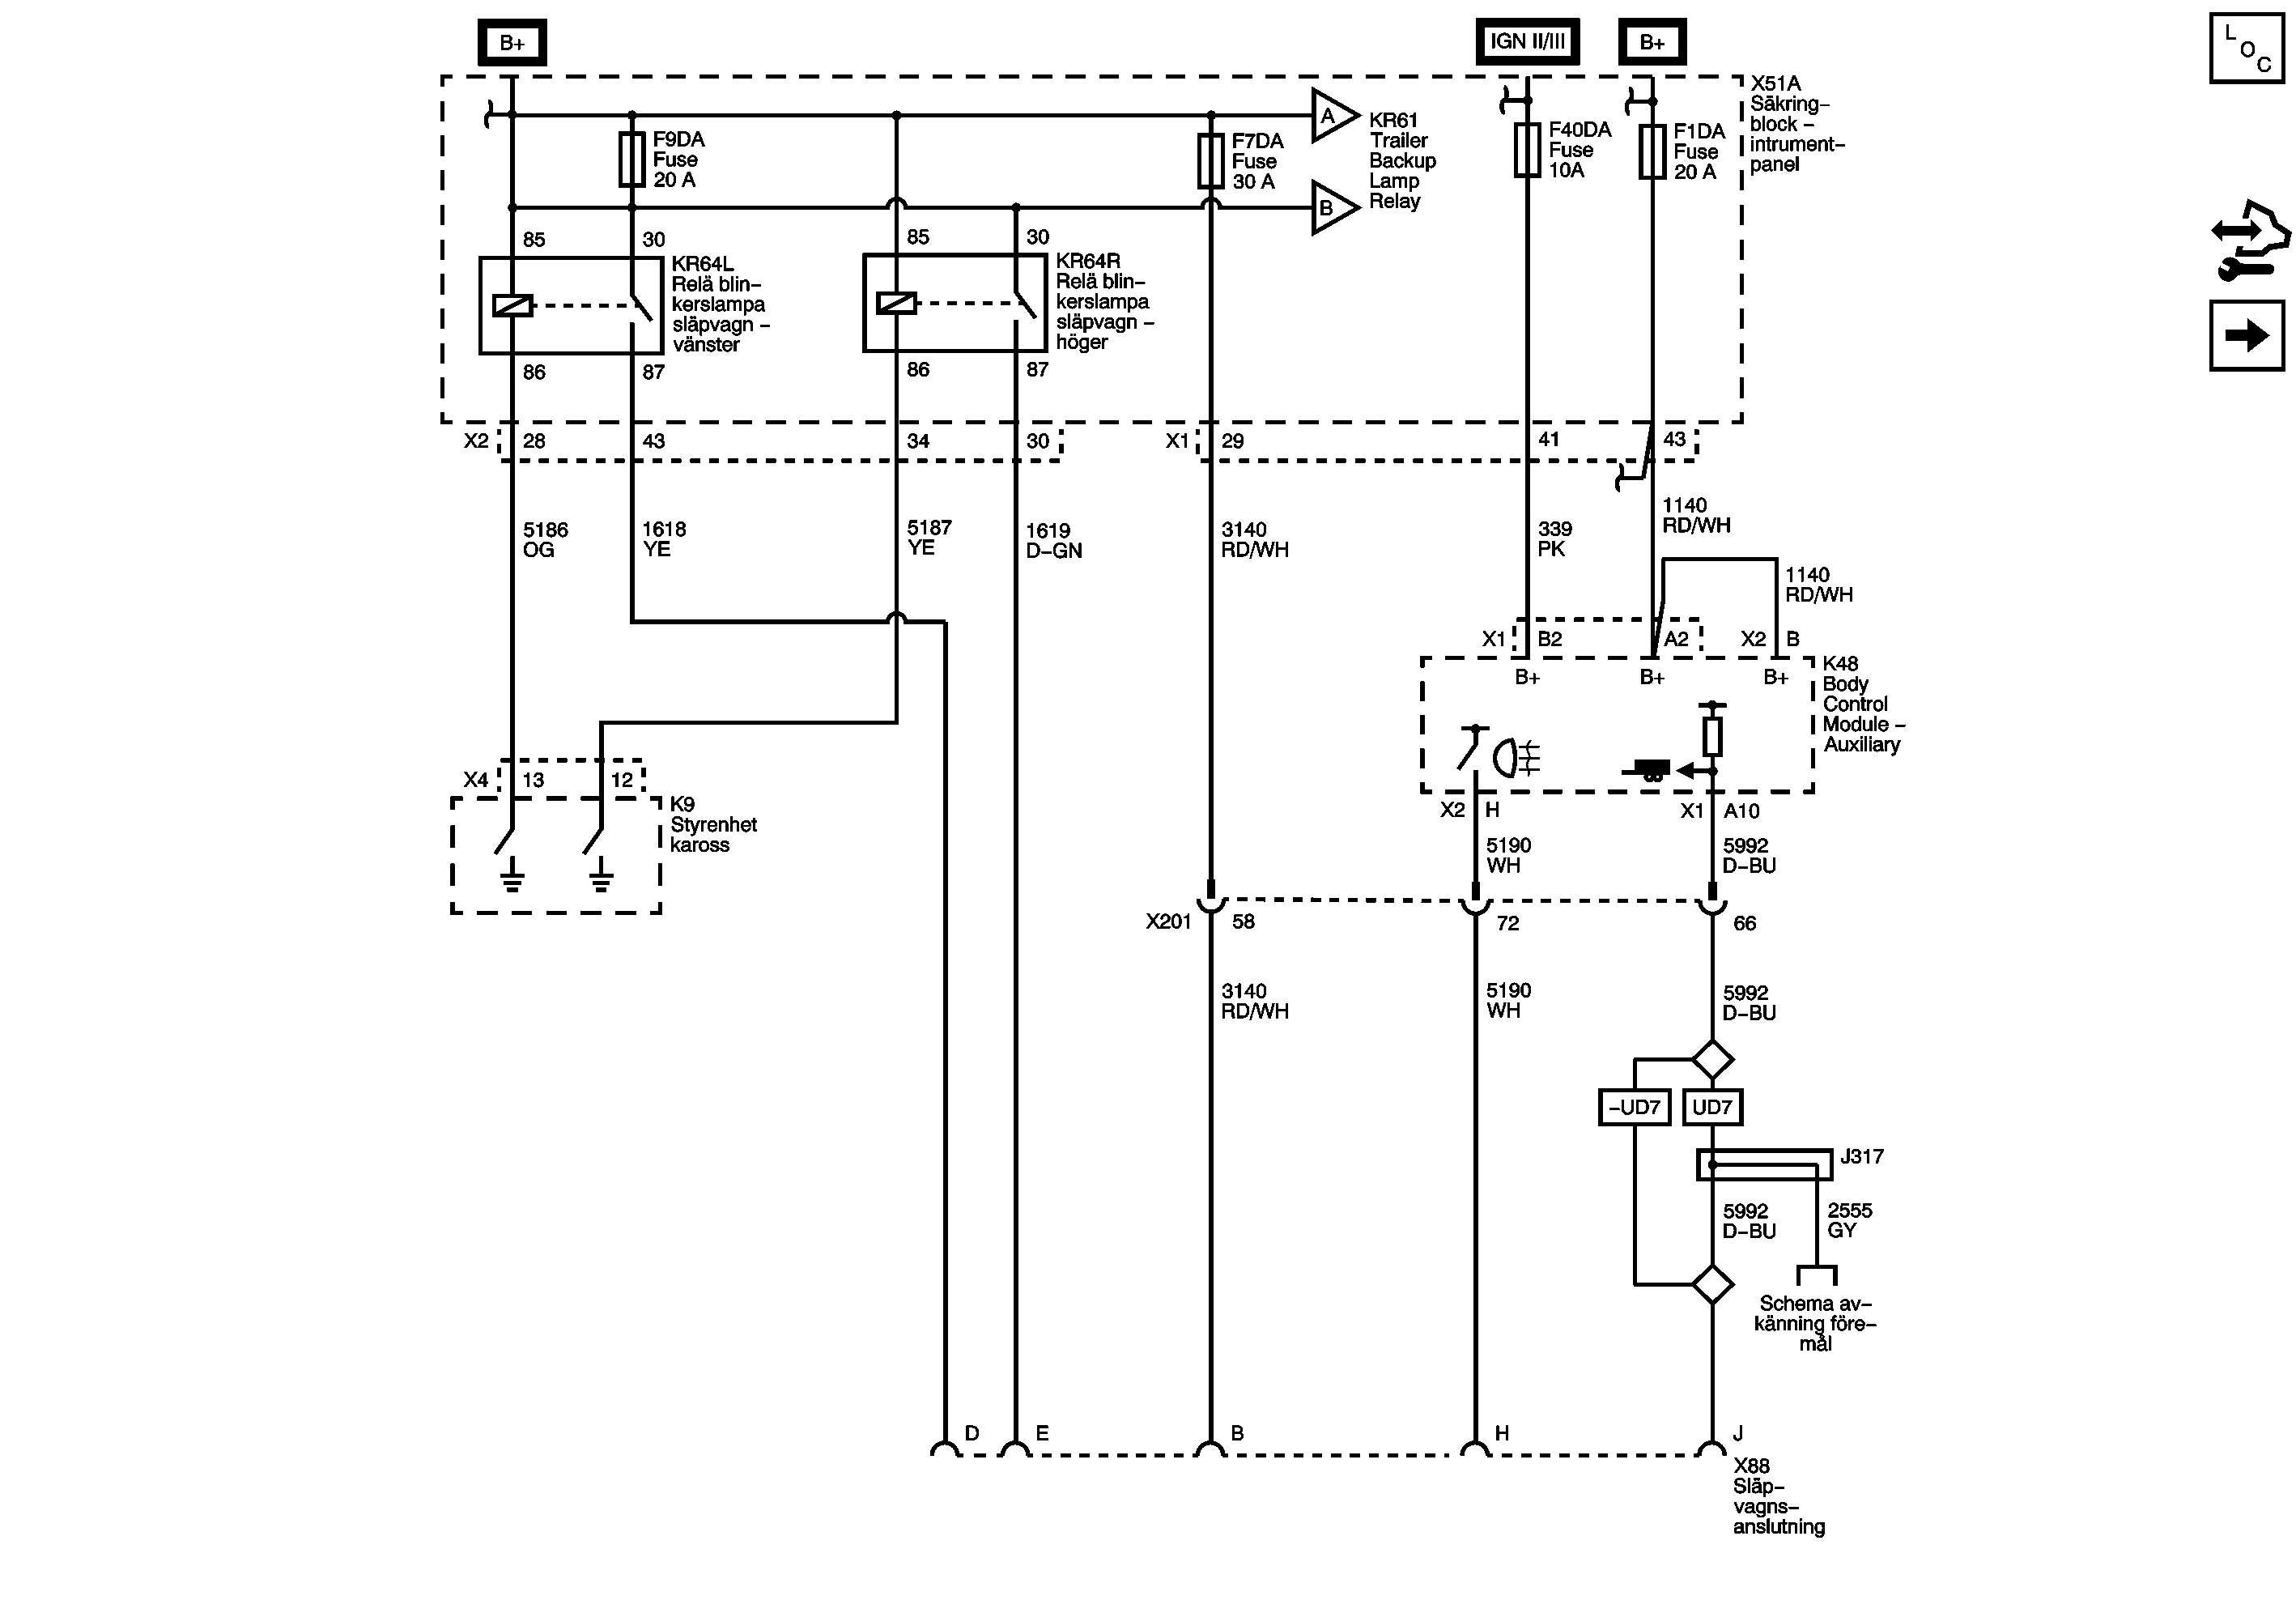 B+
IGN II/III
B+
L
O
C
X51A
Säkring–
block –
intrument–
panel
A
KR61
Trailer
Backup
Lamp
Relay
B
F9DA
Fuse
20 A
F7DA
Fuse
30 A
F40DA
Fuse
10A
F1DA
Fuse
20 A
85
30
KR64L
Relä blin–
kerslampa
släpvagn –
vänster
86
87
85
30
KR64R
Relä blin–
kerslampa
släpvagn –
höger
86
87
X2
28
43
34
30
X1
29
41
43
5186
OG
1618
YE
5187
YE
1619
D–GN
3140
RD/WH
339
PK
1140
RD/WH
1140
RD/WH
X1
B2
A2
X2
B
B+
B+
B+
K48
Body
Control
Module –
Auxiliary
X4
13
12
K9
Styrenhet
kaross
X2
H
X1
A10
5190
WH
5992
D–BU
X201
58
72
66
3140
RD/WH
5190
WH
5992
D–BU
–UD7
UD7
J317
5992
D–BU
2555
GY
Schema av–
känning före–
mål
D
E
B
H
J
X88
Släp–
vagns–
anslutning